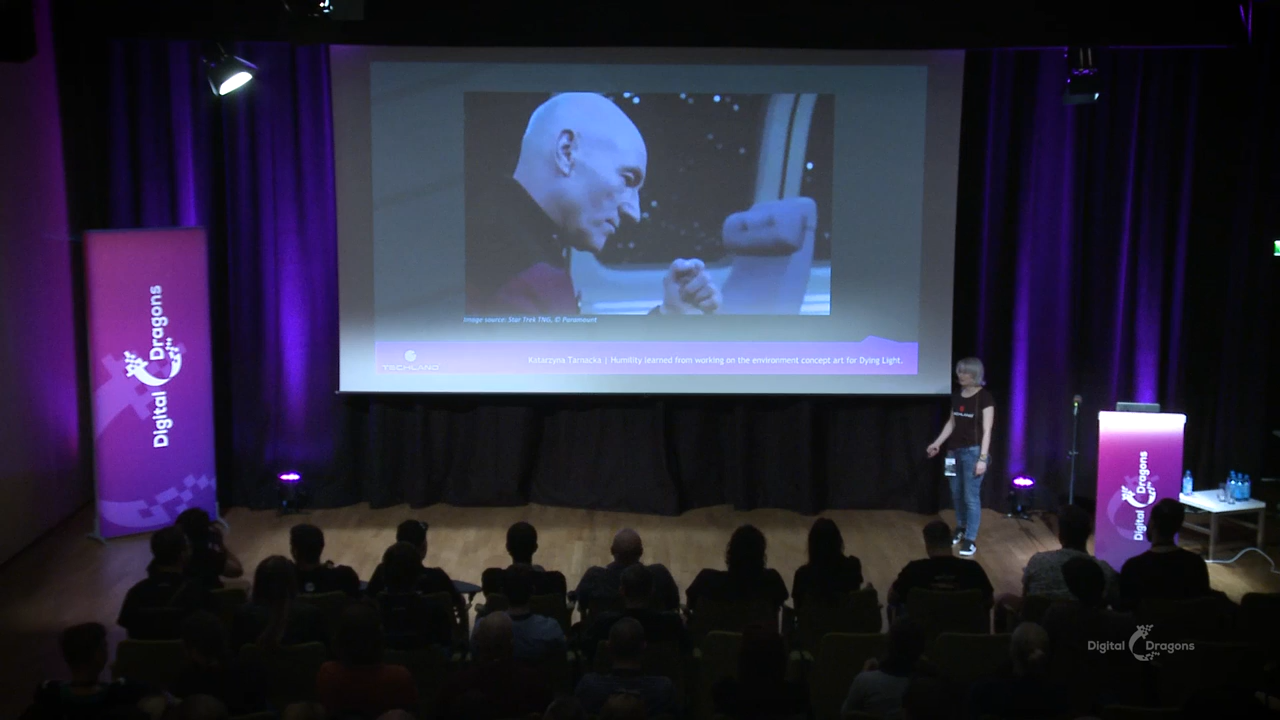 Image source: Star Trek TNG, © Paramount
TECHLAND
Katarzyna Tarnacka | Humility learned from working on the environment concept art for Dying Light.
Digital Dragons
TECHLAND
Digital Dragons
Digital Dragons